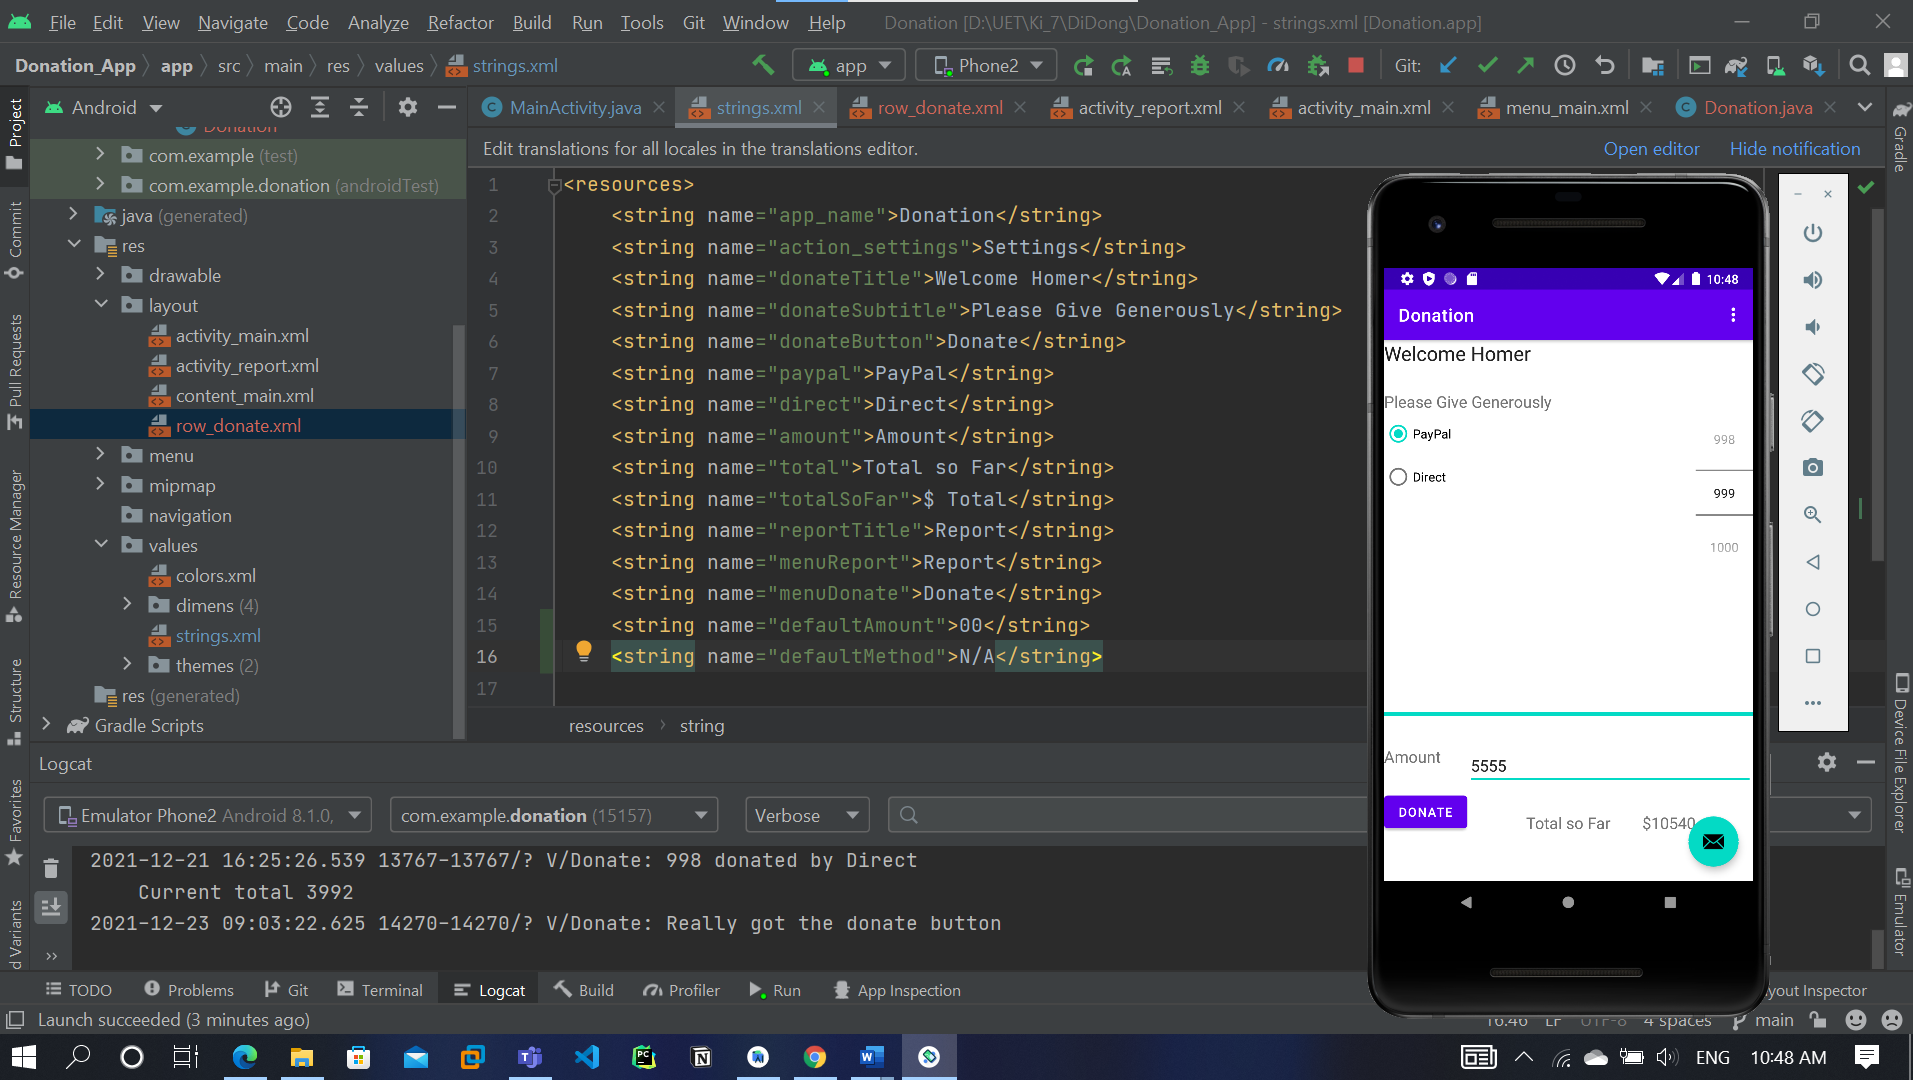 File Edit View Navigate Code Analyze Refactor Build Run Tools Git Window Help Donation [D:\UET\Ki_7\DiDong\Donation_App] - strings.xml [Donation.app]
Donation_App app src main res values strings.xml app Phone2 Git:
Project
Android
MainActivity.java strings.xml row_donate.xml activity_report.xml activity_main.xml menu_main.xml Donation.java
Gradle
Donation
com.example (test)
com.example.donation (androidTest)
java (generated)
res
drawable
layout
activity_main.xml
activity_report.xml
content_main.xml
row_donate.xml
menu
mipmap
navigation
values
colors.xml
dimens (4)
strings.xml
themes (2)
res (generated)
Gradle Scripts
Commit
Pull Requests
Resource Manager
Structure
Favorites
d Variants
Edit translations for all locales in the translations editor. Open editor Hide notification
1 <resources>
2 <string name="app_name">Donation</string>
3 <string name="action_settings">Settings</string>
4 <string name="donateTitle">Welcome Homer</string>
5 <string name="donateSubtitle">Please Give Generously</string>
6 <string name="donateButton">Donate</string>
7 <string name="paypal">PayPal</string>
8 <string name="direct">Direct</string>
9 <string name="amount">Amount</string>
10 <string name="total">Total so Far</string>
11 <string name="totalSoFar">$ Total</string>
12 <string name="reportTitle">Report</string>
13 <string name="menuReport">Report</string>
14 <string name="menuDonate">Donate</string>
15 <string name="defaultAmount">00</string>
16 <string name="defaultMethod">N/A</string>
17
resources string
10:48
Donation
Welcome Homer
Please Give Generously
PayPal
998
Direct
999
1000
Amount 5555
DONATE Total so Far $10540
Device File Explorer
Emulator
Logcat
Emulator Phone2 Android 8.1.0, com.example.donation (15157) Verbose
2021-12-21 16:25:26.539 13767-13767/? V/Donate: 998 donated by Direct
Current total 3992
2021-12-23 09:03:22.625 14270-14270/? V/Donate: Really got the donate button
TODO Problems Git Terminal Logcat Build Profiler Run App Inspection yout Inspector
Launch succeeded (3 minutes ago) 16:46 LF UTF-8 4 spaces main
ENG 10:48 AM